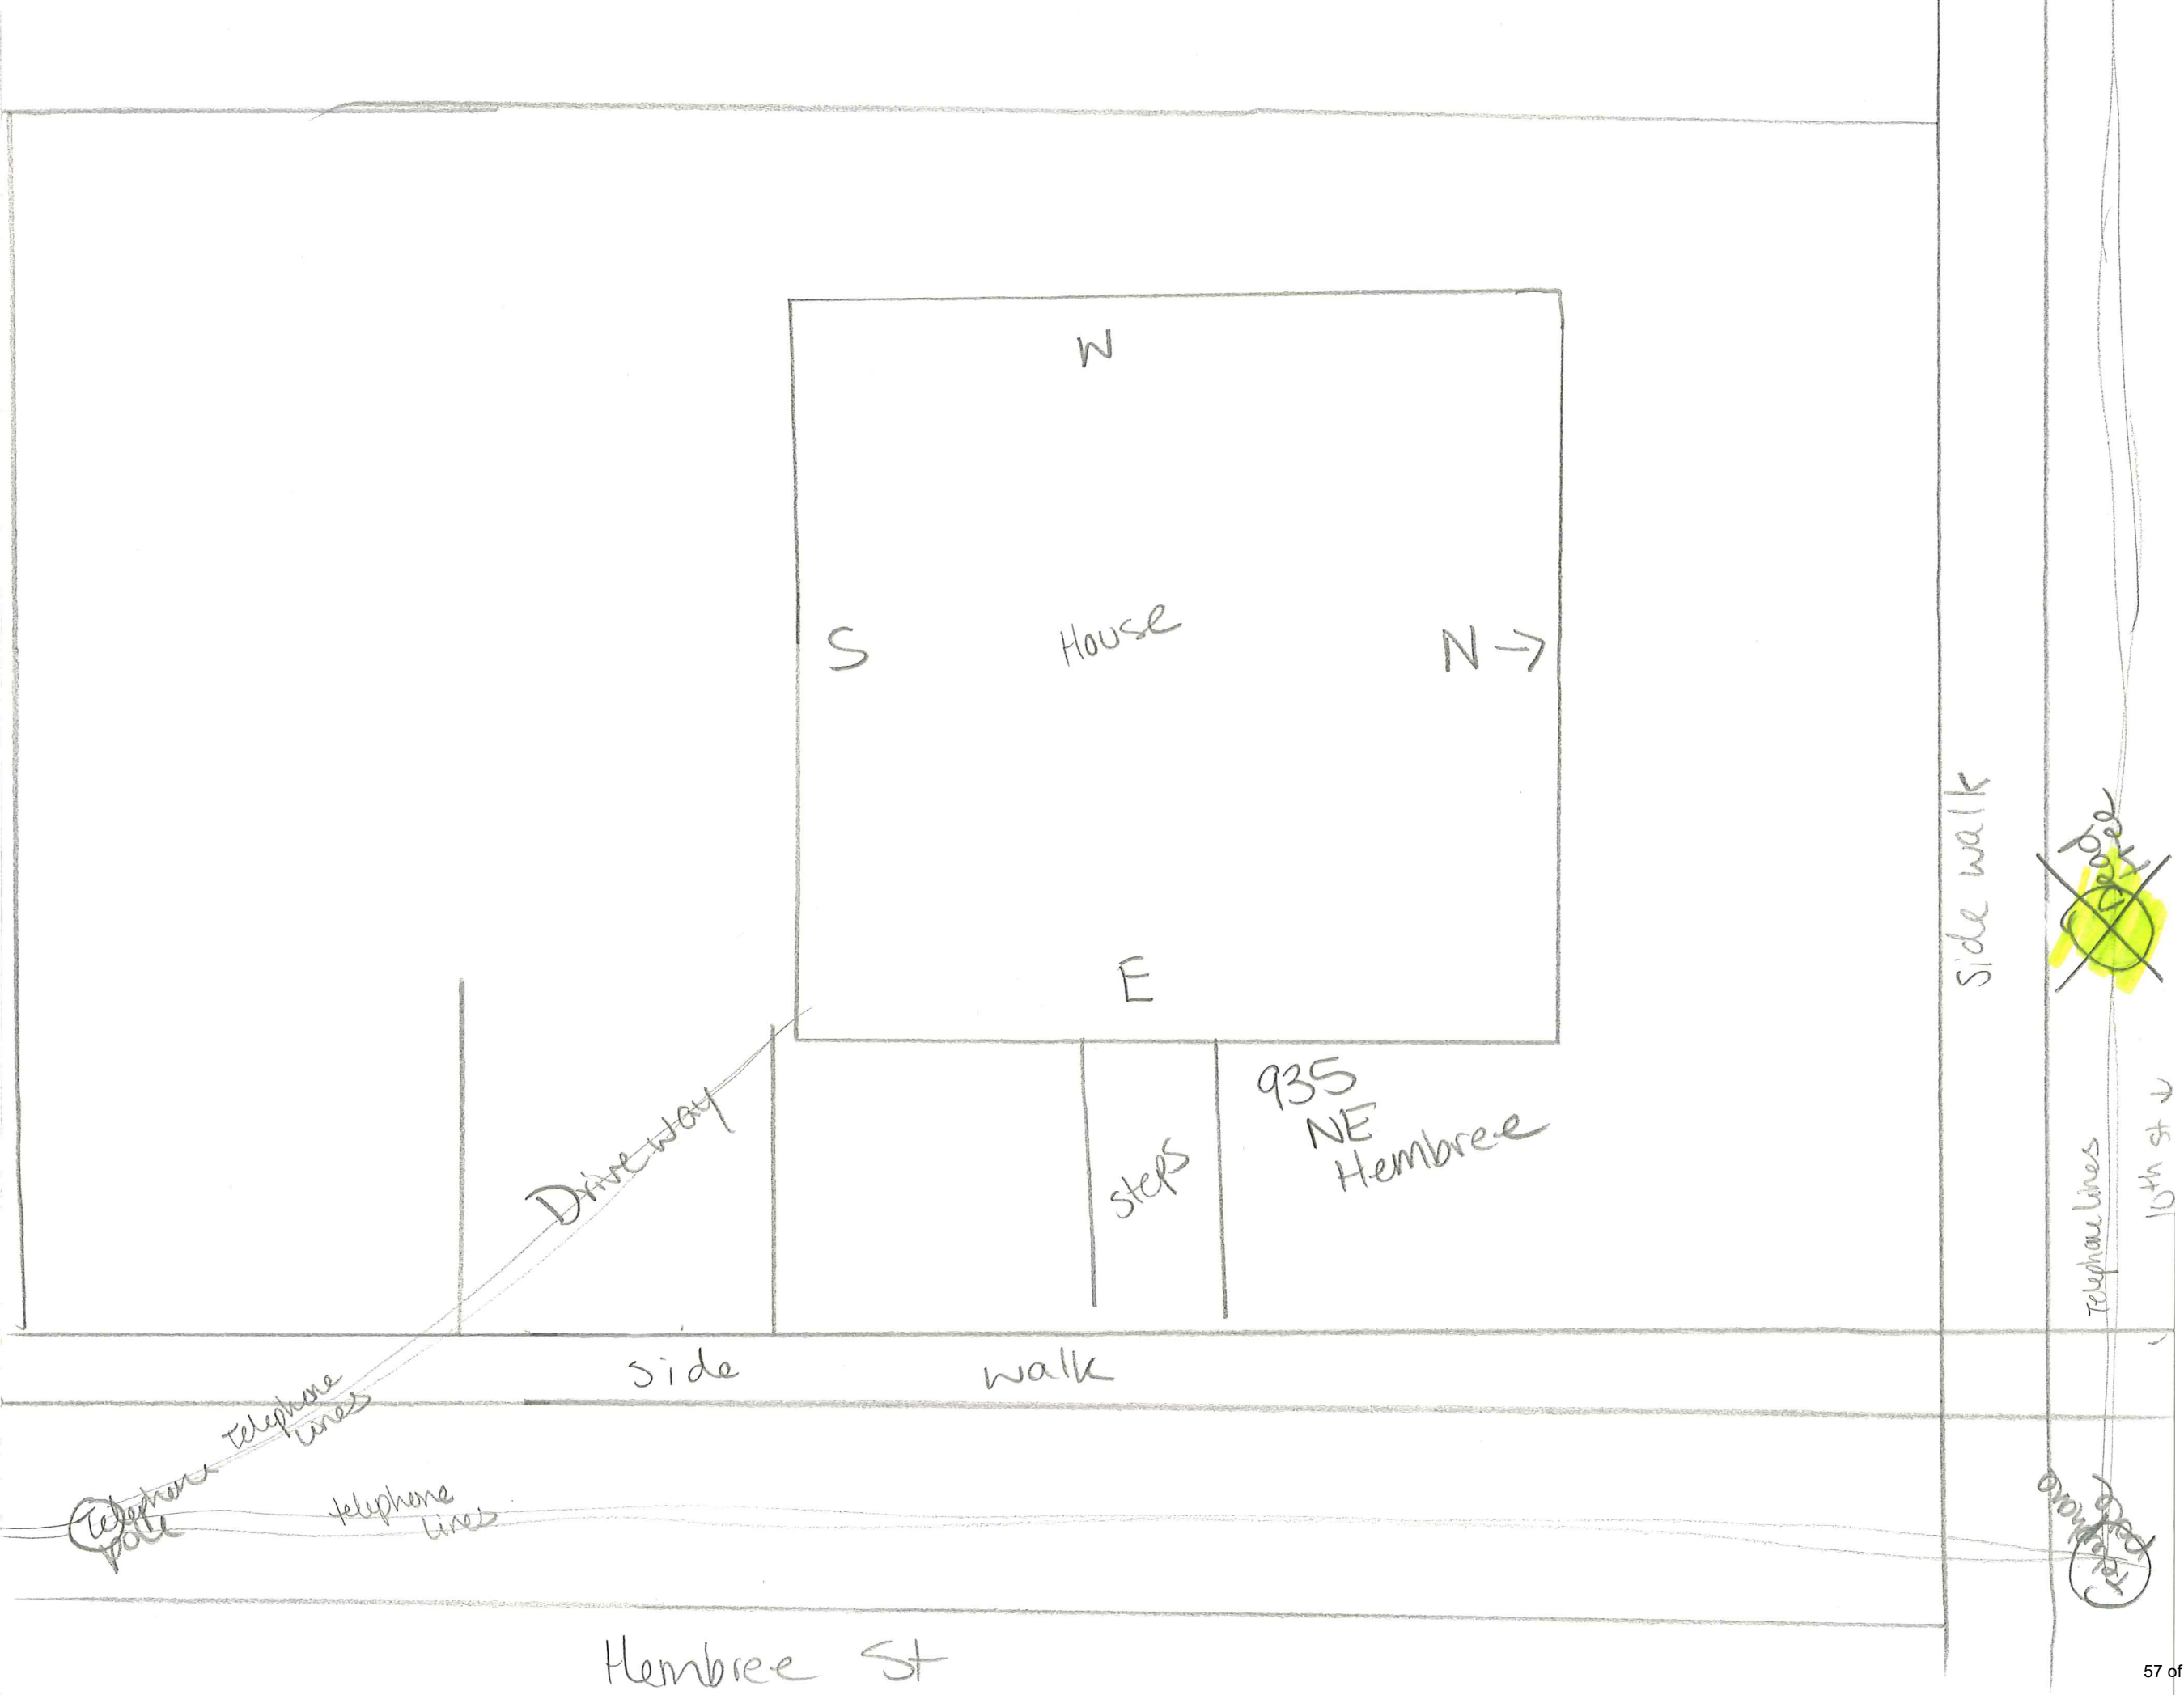 W
S
House
N →
Side walk
Tree
E
935
NE
Hembree
Driveway
Steps
Telephone lines
10th St ↓
Side walk
Telephone
lines
Telephone
pole
telephone
lines
Hembree St
57 of